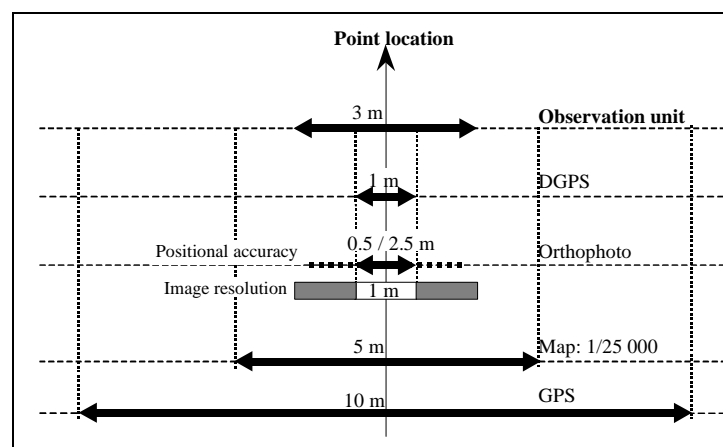 Point location
3 m
Observation unit
1 m
DGPS
0.5 / 2.5 m
Positional accuracy
Orthophoto
Image resolution
1 m
5 m
Map: 1/25 000
10 m
GPS